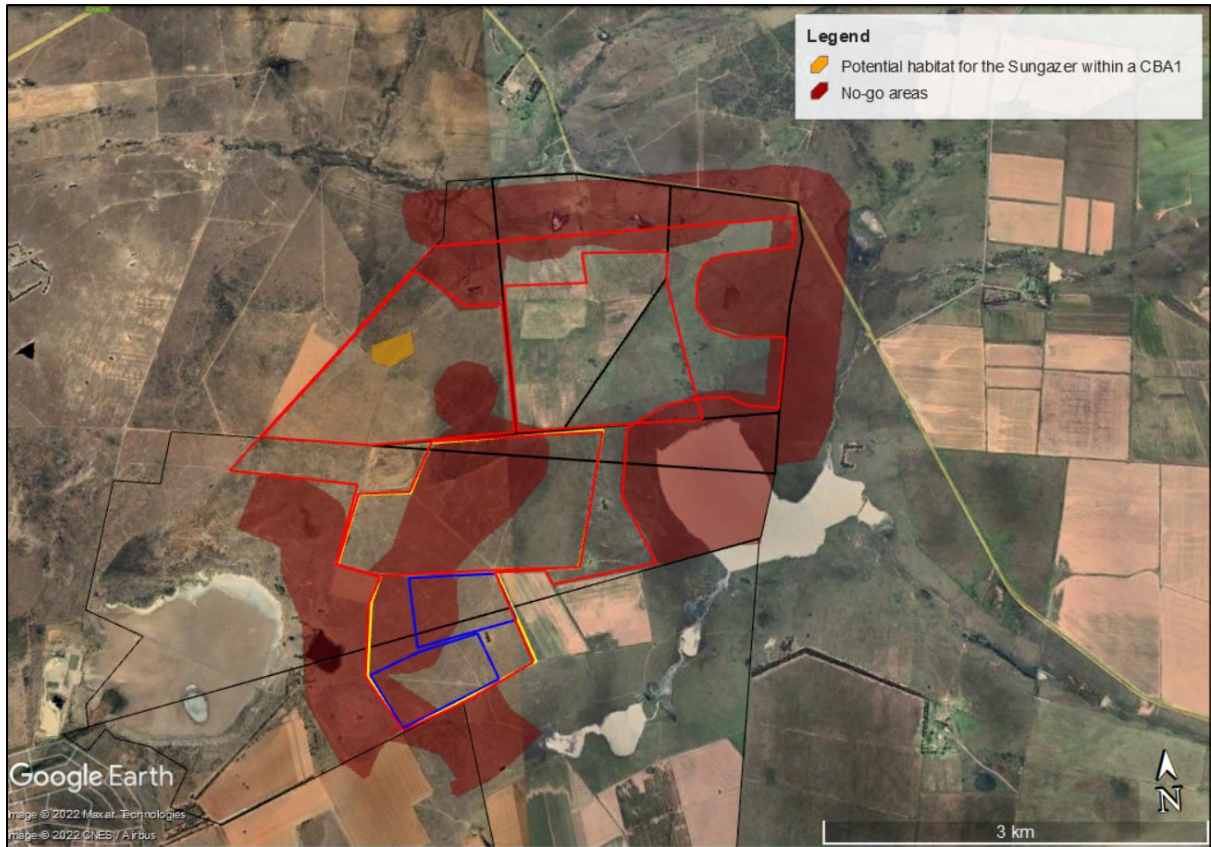 Legend
Potential habitat for the Sungazer within a CBA1
No-go areas
Google Earth
Image © 2022 Maxar Technologies
Image © 2022 CNES / Airbus
N
3 km